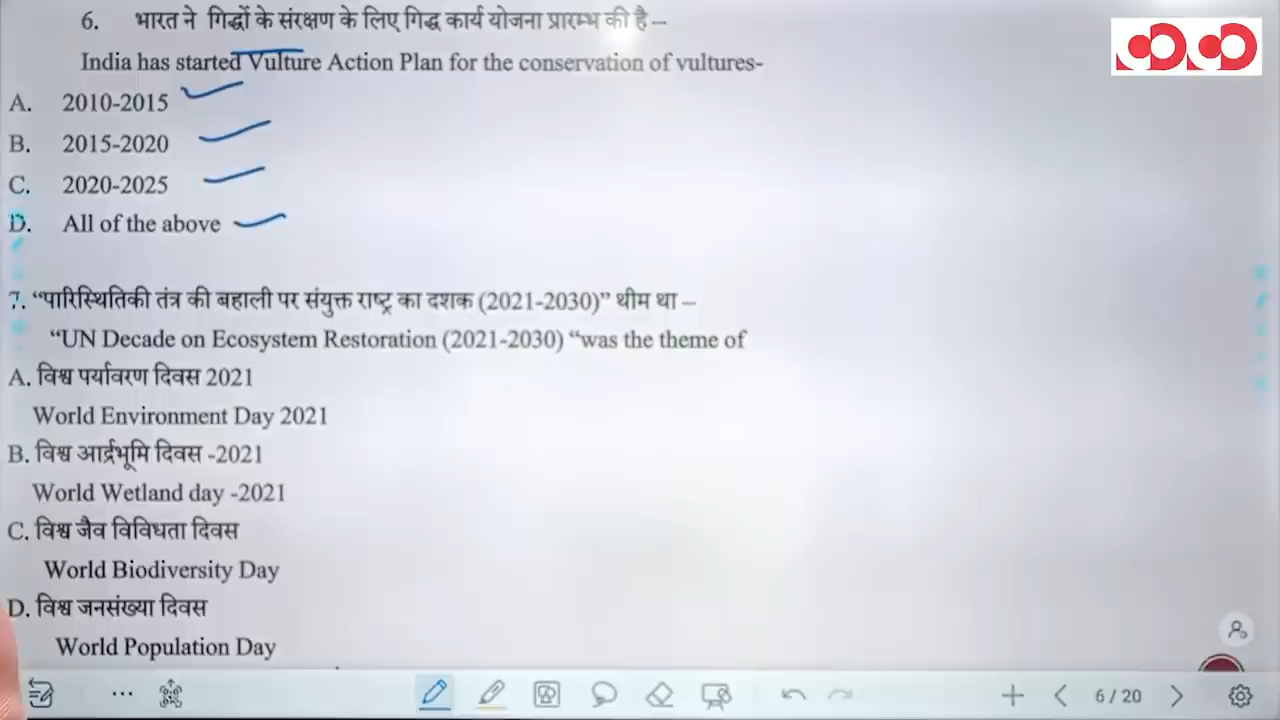 6. भारत ने गिद्धों के संरक्षण के लिए गिद्ध कार्य योजना प्रारम्भ की है –
India has started Vulture Action Plan for the conservation of vultures-
A. 2010-2015
B. 2015-2020
C. 2020-2025
D. All of the above
7. “पारिस्थितिकी तंत्र की बहाली पर संयुक्त राष्ट्र का दशक (2021-2030)” थीम था –
“UN Decade on Ecosystem Restoration (2021-2030) “was the theme of
A. विश्व पर्यावरण दिवस 2021
World Environment Day 2021
B. विश्व आर्द्रभूमि दिवस -2021
World Wetland day -2021
C. विश्व जैव विविधता दिवस
World Biodiversity Day
D. विश्व जनसंख्या दिवस
World Population Day
6 / 20